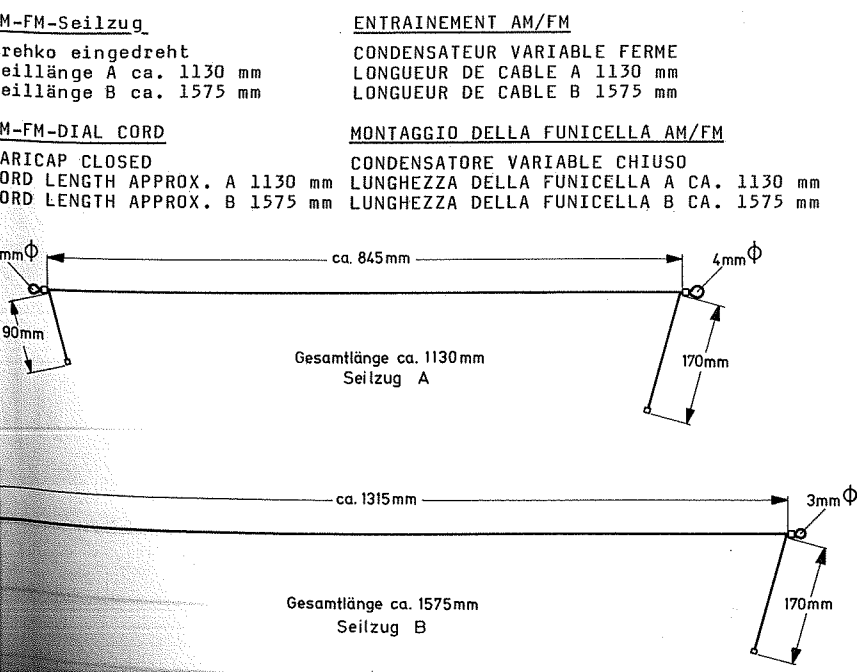 M-FM-Seilzug
rehko eingedreht
eillänge A ca. 1130 mm
eillänge B ca. 1575 mm
ENTRAINEMENT AM/FM
CONDENSATEUR VARIABLE FERME
LONGUEUR DE CABLE A 1130 mm
LONGUEUR DE CABLE B 1575 mm
M-FM-DIAL CORD
ARICAP CLOSED
ORD LENGTH APPROX. A 1130 mm
ORD LENGTH APPROX. B 1575 mm
MONTAGGIO DELLA FUNICELLA AM/FM
CONDENSATORE VARIABLE CHIUSO
LUNGHEZZA DELLA FUNICELLA A CA. 1130 mm
LUNGHEZZA DELLA FUNICELLA B CA. 1575 mm
mmϕ
ca. 845mm
4mmϕ
90mm
170mm
Gesamtlänge ca. 1130mm
Seilzug A
ca. 1315mm
3mmϕ
170mm
Gesamtlänge ca. 1575mm
Seilzug B